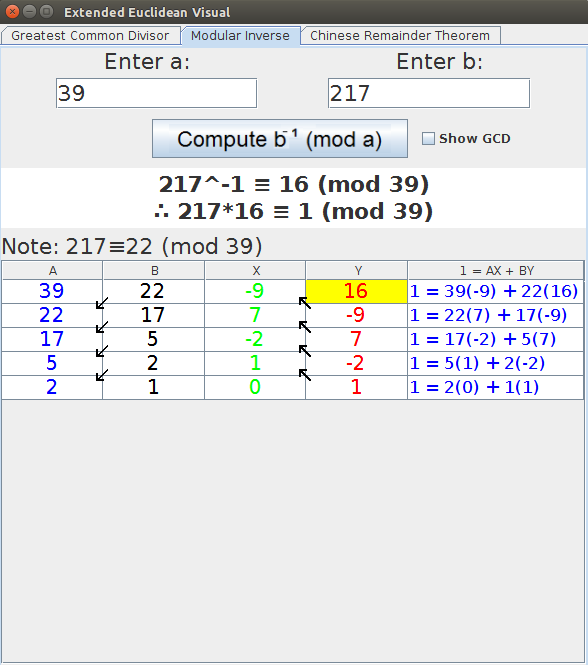 Extended Euclidean Visual
Greatest Common Divisor Modular Inverse Chinese Remainder Theorem
Enter a: Enter b:
39 217
Compute b⁻¹ (mod a) Show GCD
217^-1 ≡ 16 (mod 39)
∴ 217*16 ≡ 1 (mod 39)
Note: 217≡22 (mod 39)
A B X Y 1 = AX + BY
39 22 -9 16 1 = 39(-9) + 22(16)
22 17 7 -9 1 = 22(7) + 17(-9)
17 5 -2 7 1 = 17(-2) + 5(7)
5 2 1 -2 1 = 5(1) + 2(-2)
2 1 0 1 1 = 2(0) + 1(1)